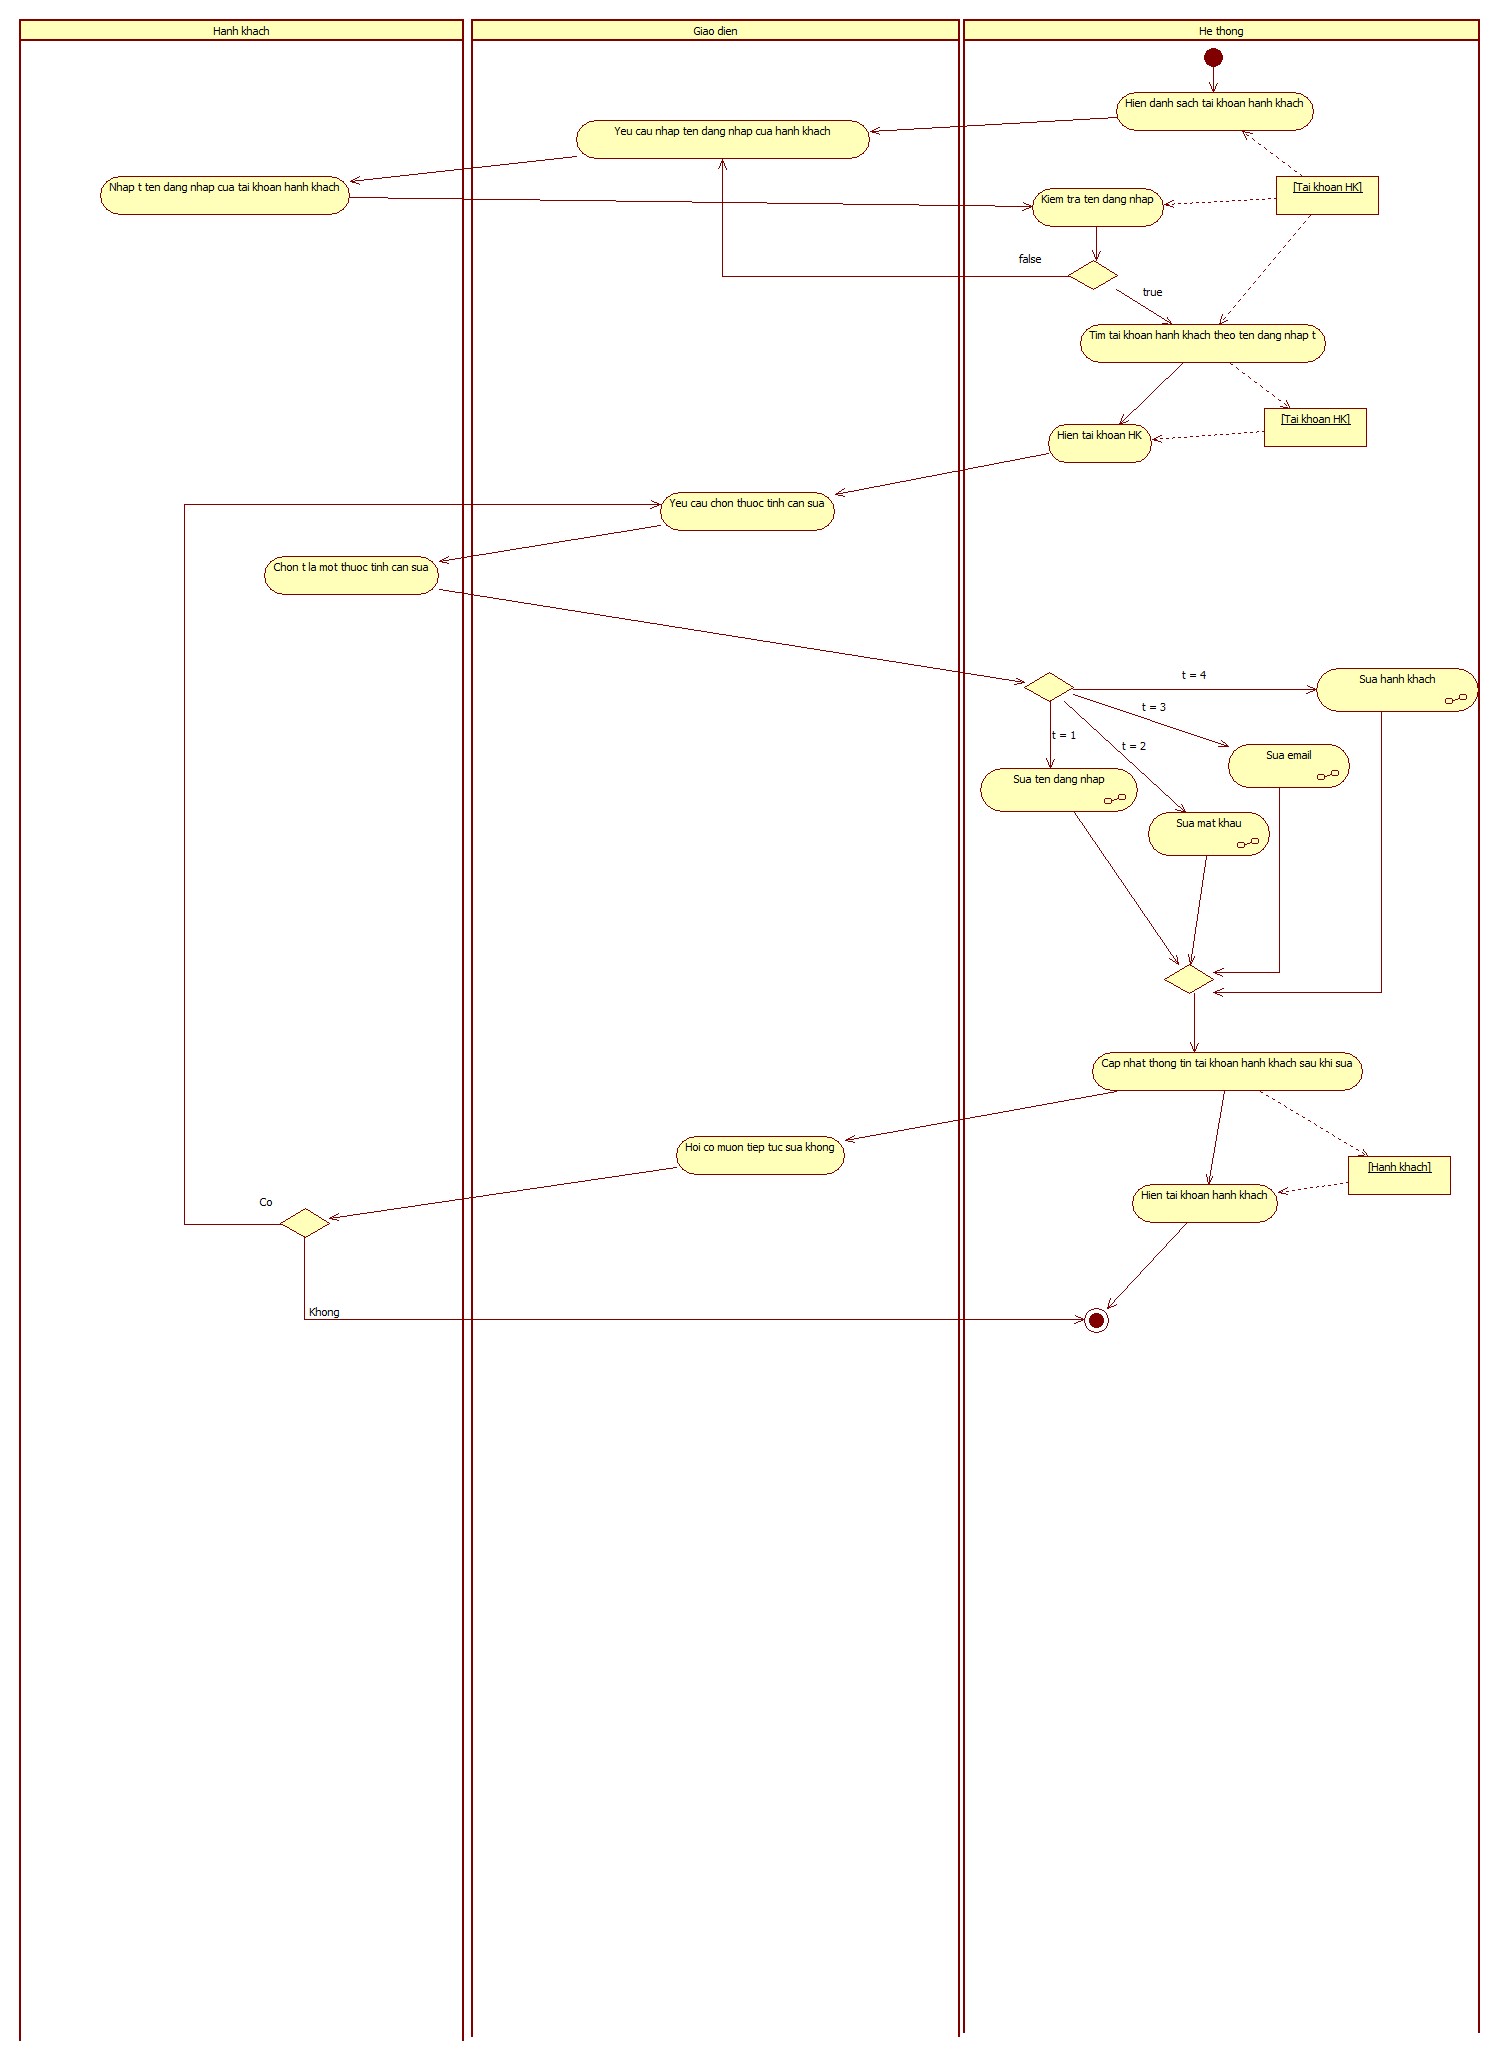 Hanh khach
Giao dien
He thong
Hien danh sach tai khoan hanh khach
Yeu cau nhap ten dang nhap cua hanh khach
Nhap t ten dang nhap cua tai khoan hanh khach
[Tai khoan HK]
Kiem tra ten dang nhap
false
true
Tim tai khoan hanh khach theo ten dang nhap t
[Tai khoan HK]
Hien tai khoan HK
Yeu cau chon thuoc tinh can sua
Chon t la mot thuoc tinh can sua
t = 4
Sua hanh khach
t = 3
t = 1
t = 2
Sua email
Sua ten dang nhap
Sua mat khau
Cap nhat thong tin tai khoan hanh khach sau khi sua
Hoi co muon tiep tuc sua khong
[Hanh khach]
Hien tai khoan hanh khach
Co
Khong